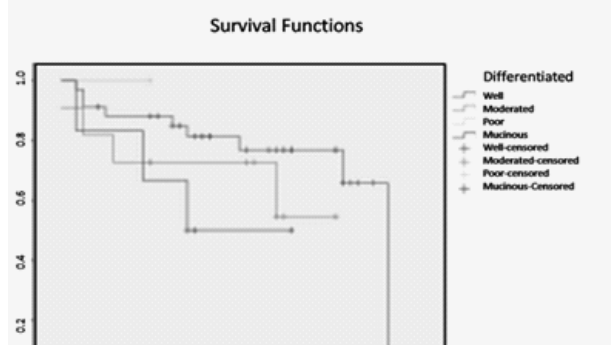 Survival Functions
Differentiated
Well
Moderated
Poor
Mucinous
Well-censored
Moderated-censored
Poor-censored
Mucinous-Censored
1.0
0.8
0.6
0.4
0.2